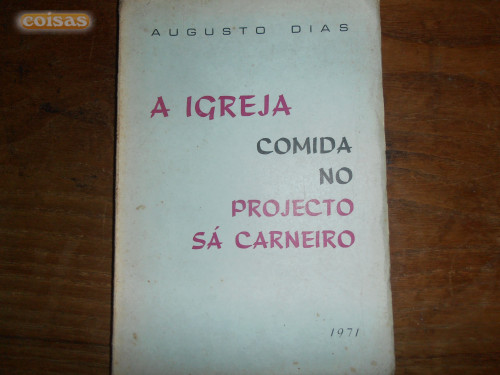 coisas
AUGUSTO DIAS
A IGREJA
COMIDA
NO
PROJECTO
SÁ CARNEIRO
1971